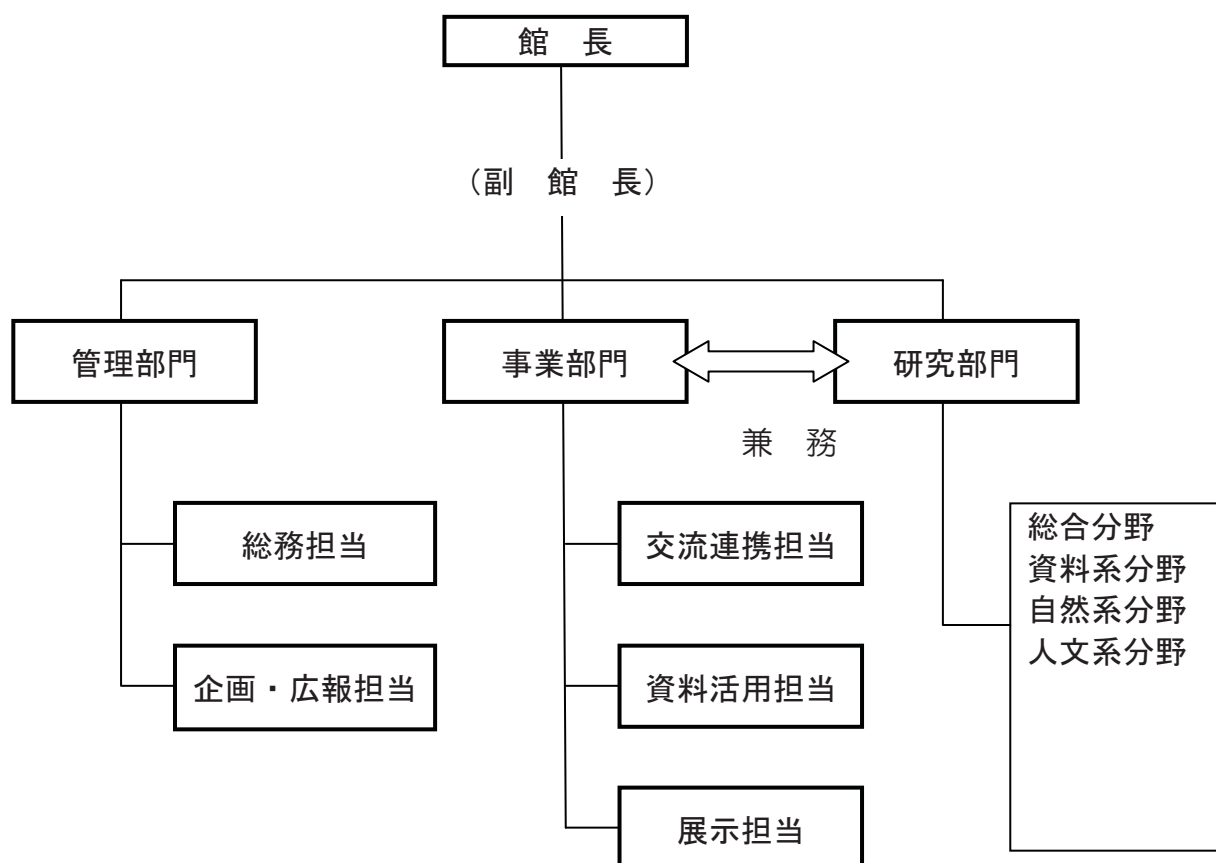 館　長
（副　館　長）
管理部門
事業部門
研究部門
兼　務
総務担当
企画・広報担当
交流連携担当
資料活用担当
展示担当
総合分野
資料系分野
自然系分野
人文系分野